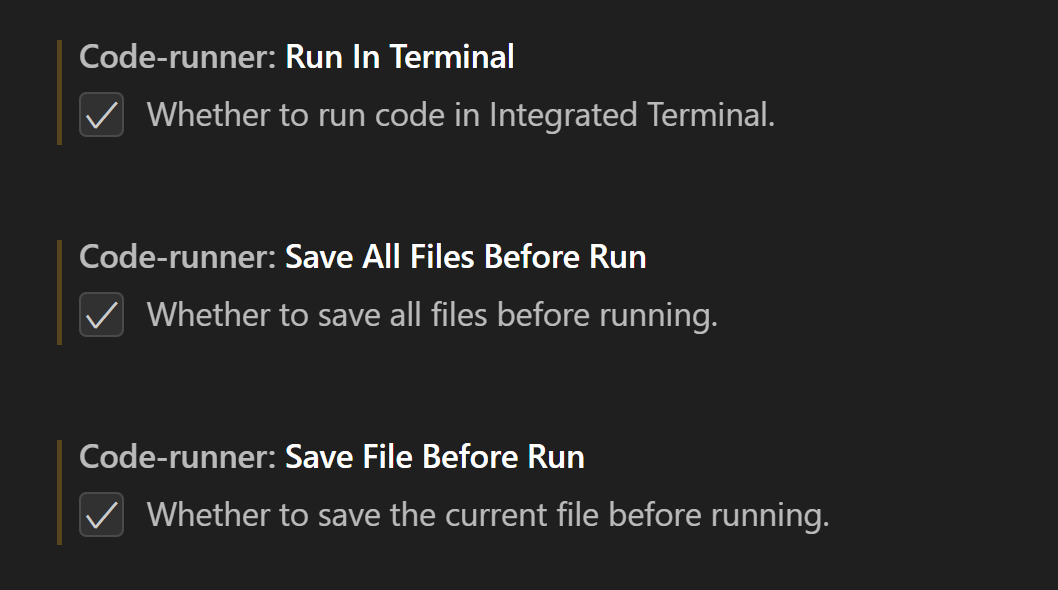 Code-runner: Run In Terminal
Whether to run code in Integrated Terminal.
Code-runner: Save All Files Before Run
Whether to save all files before running.
Code-runner: Save File Before Run
Whether to save the current file before running.